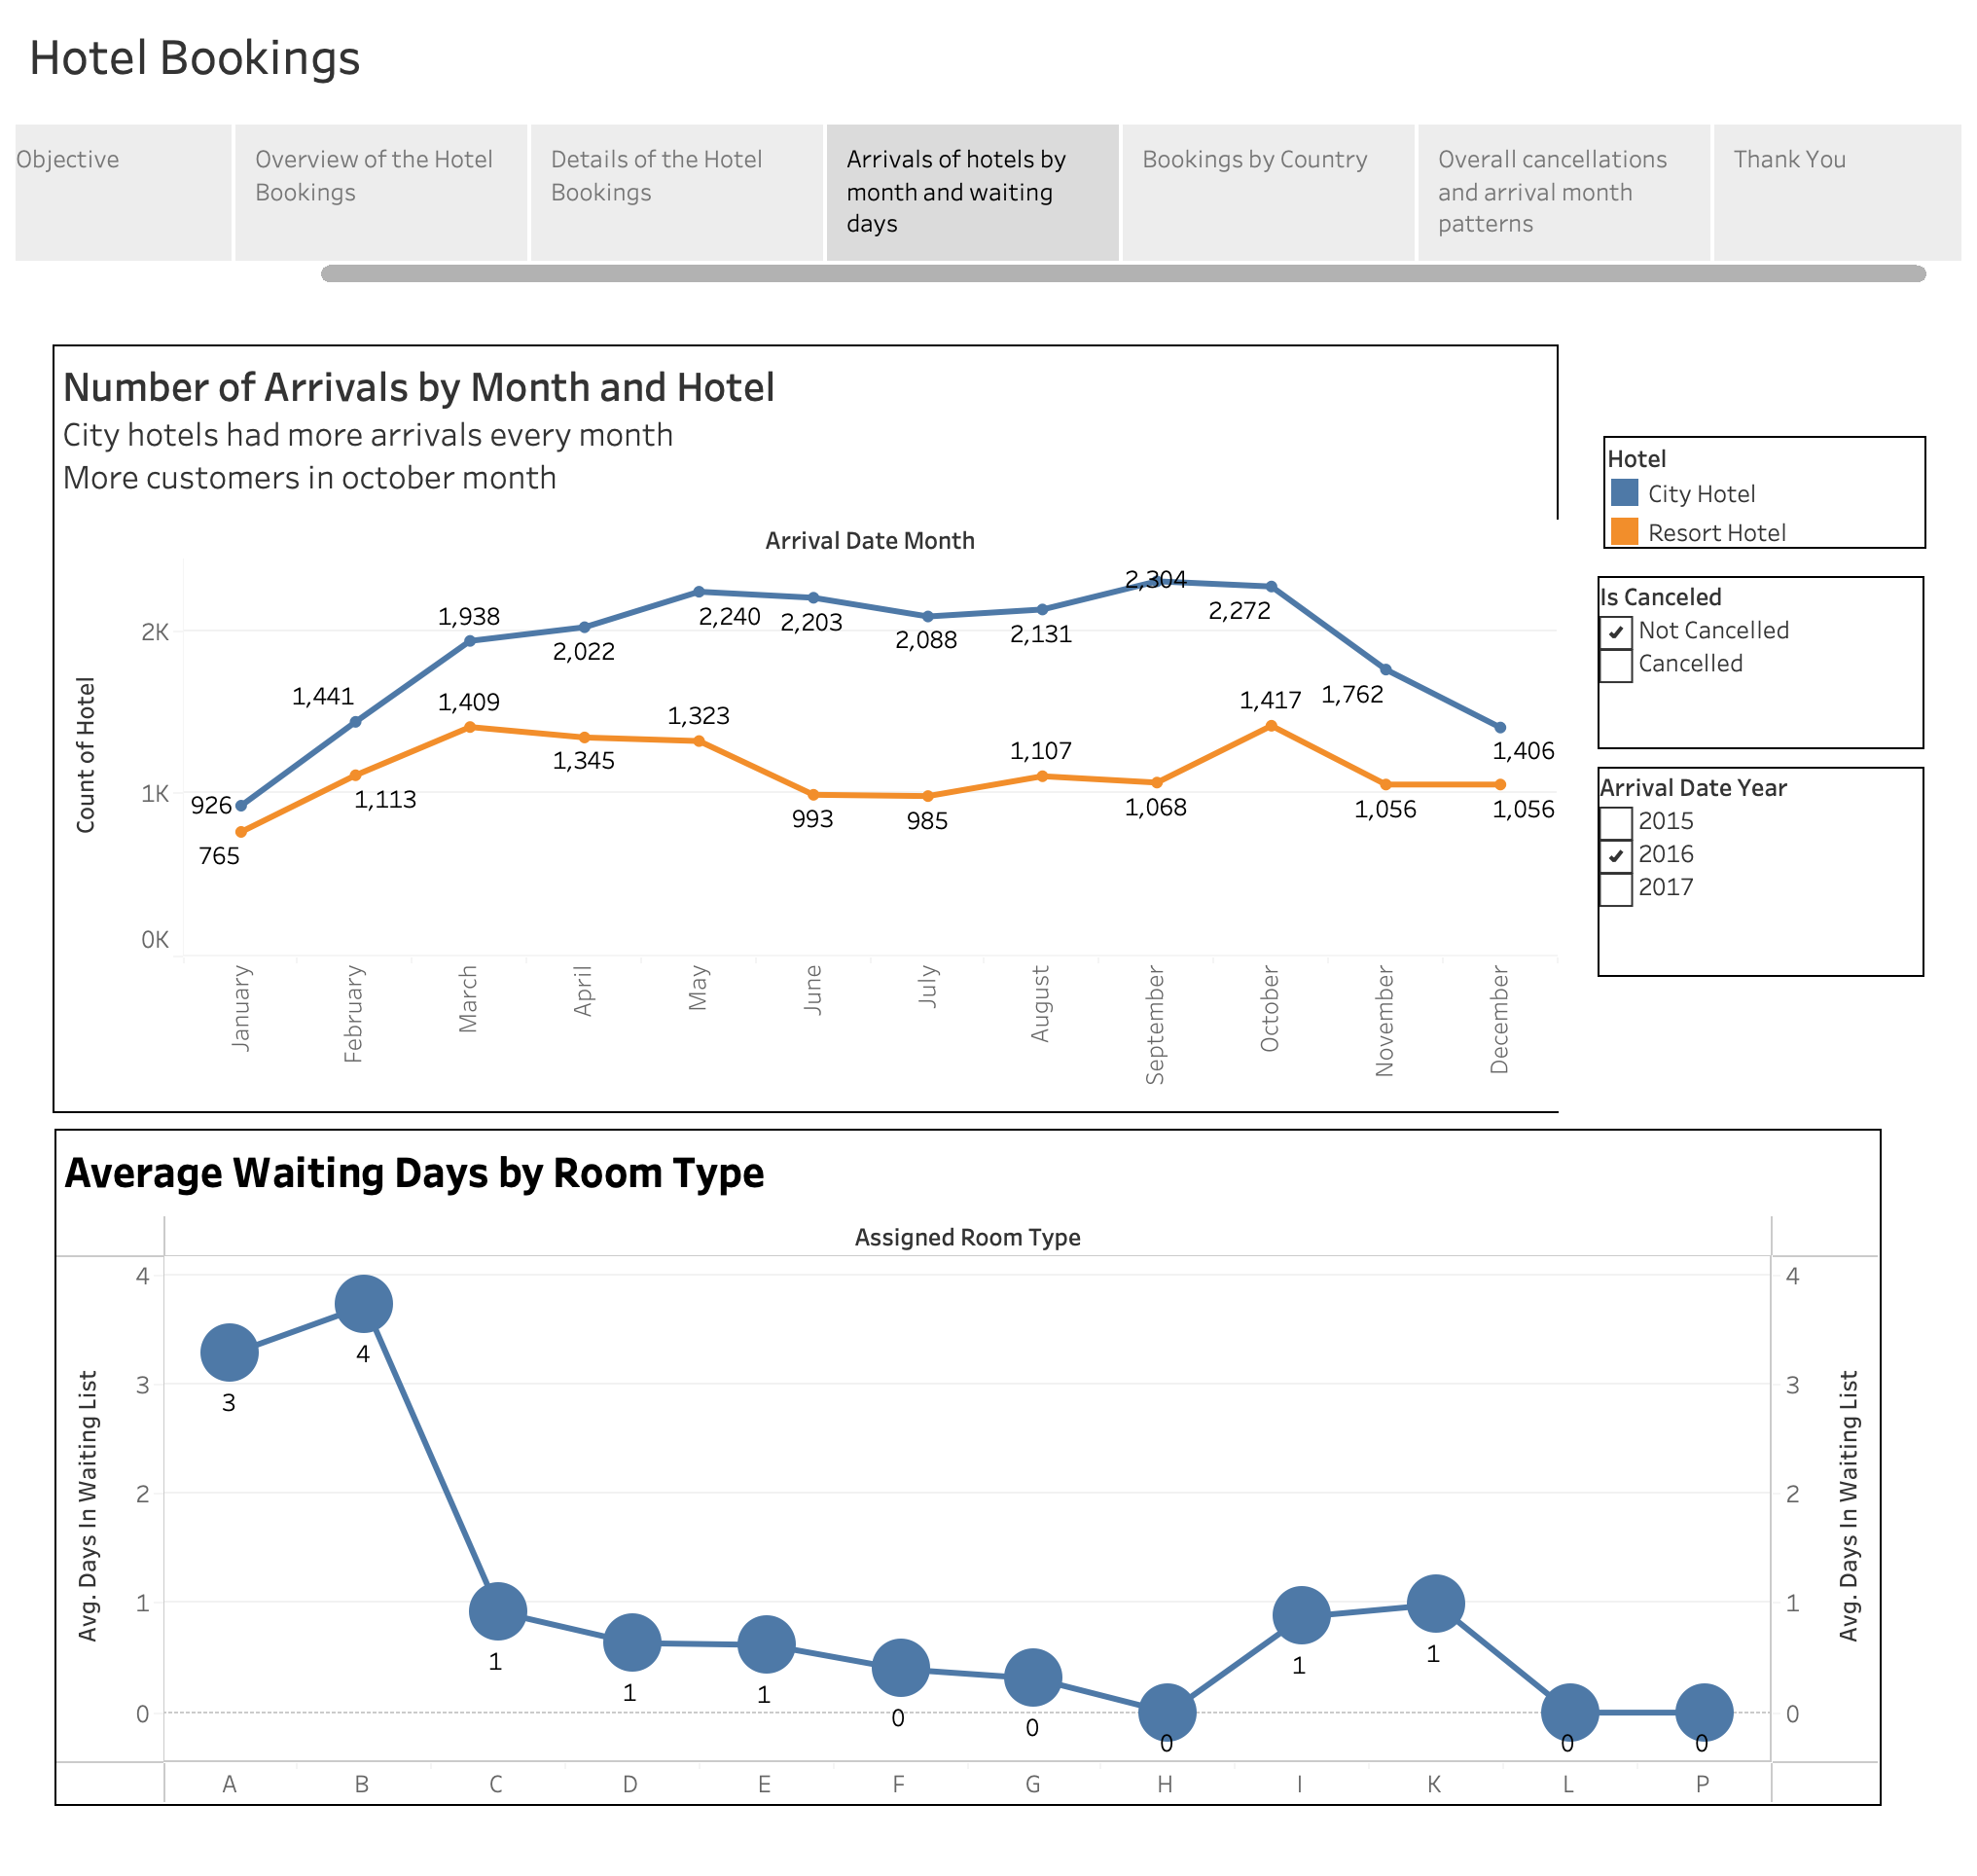 Hotel Bookings
Objective
Overview of the Hotel
Bookings
Details of the Hotel
Bookings
Arrivals of hotels by
month and waiting
days
Bookings by Country
Overall cancellations
and arrival month
patterns
Thank You
Number of Arrivals by Month and Hotel
City hotels had more arrivals every month
More customers in october month
Arrival Date Month
Count of Hotel
2K
1K
0K
926
1,441
1,938
2,022
2,240
2,203
2,088
2,131
2,304
2,272
1,762
1,406
765
1,113
1,409
1,345
1,323
993
985
1,107
1,068
1,417
1,056
1,056
January
February
March
April
May
June
July
August
September
October
November
December
Hotel
City Hotel
Resort Hotel
Is Canceled
Not Cancelled
Cancelled
Arrival Date Year
2015
2016
2017
Average Waiting Days by Room Type
Assigned Room Type
Avg. Days In Waiting List
4
3
2
1
0
3
4
1
1
1
0
0
0
1
1
0
0
4
3
2
1
0
Avg. Days In Waiting List
A
B
C
D
E
F
G
H
I
K
L
P